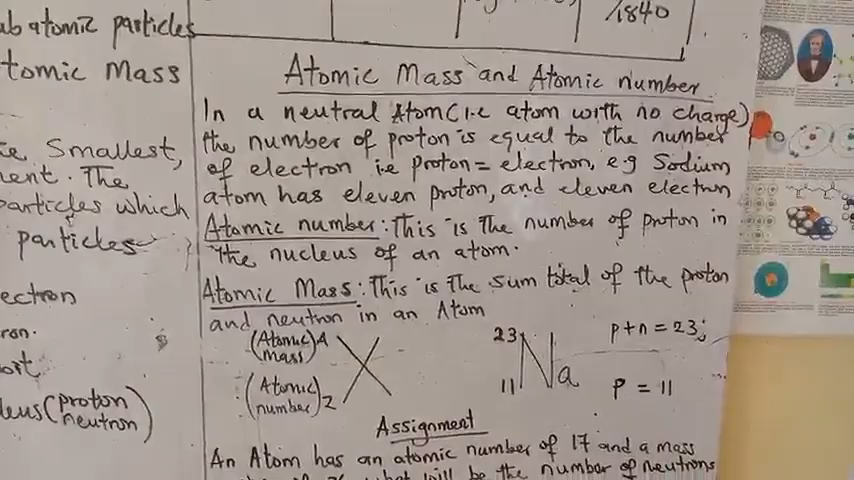 ubatomic particles
tomic Mass
ce Smallest,
ment. The
particles which
particles
ectron
ron.
leus (proton
neutron)
/1840
Atomic Mass and Atomic number
In a neutral Atom (i.e atom with no charge)
the number of proton is equal to the number
of electron i.e proton = electron, e.g Sodium
atom has eleven proton, and eleven electron
Atomic number: This is the number of proton in
the nucleus of an atom.
Atomic Mass: This is the sum total of the proton
and neutron in an Atom
(Atomic mass) A X
(Atomic number) Z
23 Na p+n = 23;
11 p = 11
Assignment
An Atom has an atomic number of 17 and a mass
what will be the number of neutrons